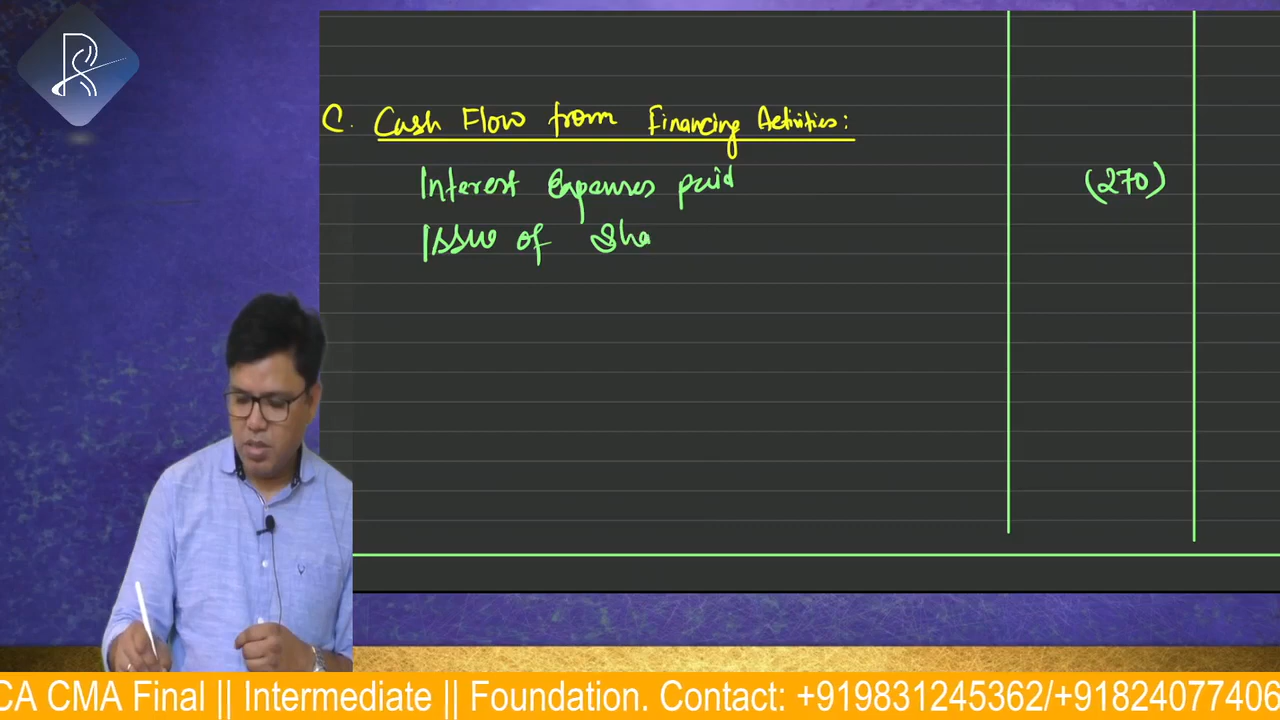 C. Cash Flow from Financing Activities:
Interest Expenses paid (270)
Issue of Sha
CA CMA Final || Intermediate || Foundation. Contact: +919831245362/+91824077406